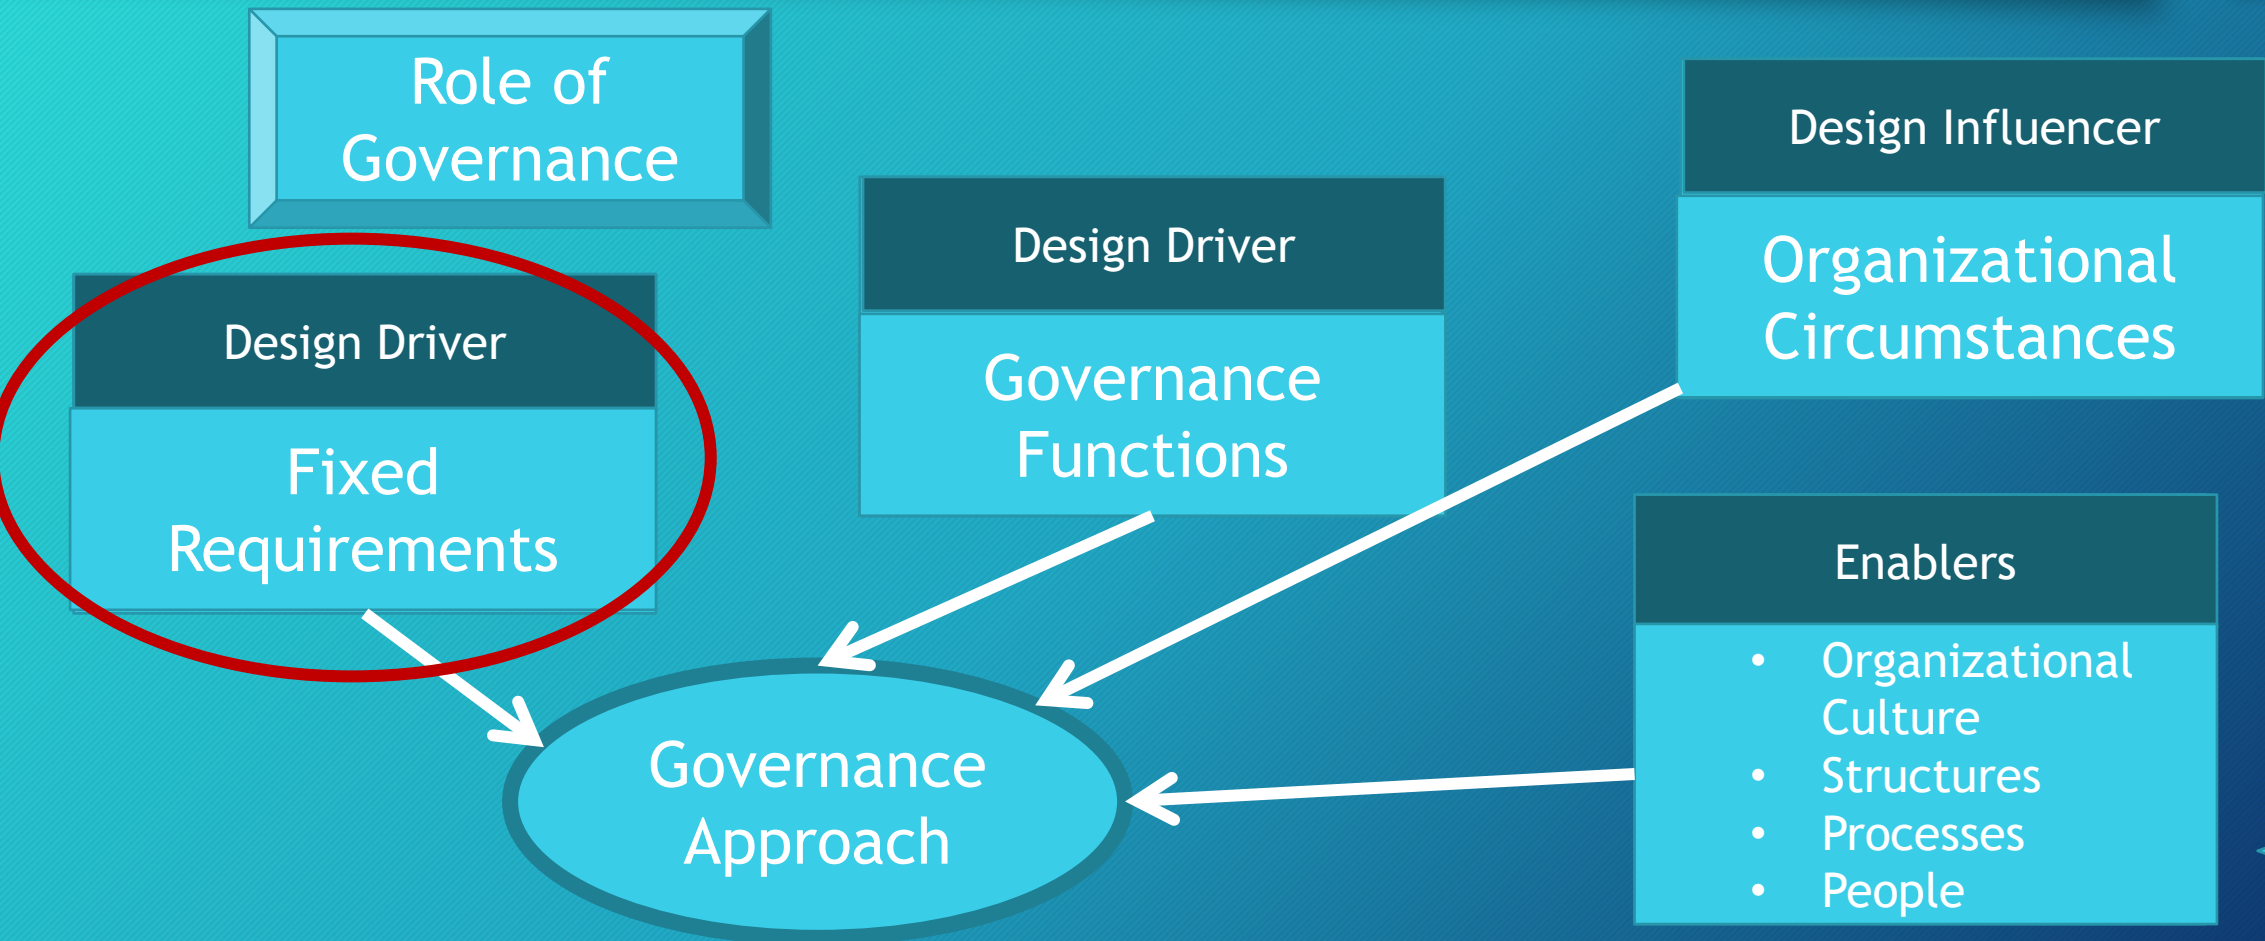 Role of
Governance
Design Driver
Fixed
Requirements
Design Driver
Governance
Functions
Design Influencer
Organizational
Circumstances
Enablers
• Organizational
Culture
• Structures
• Processes
• People
Governance
Approach